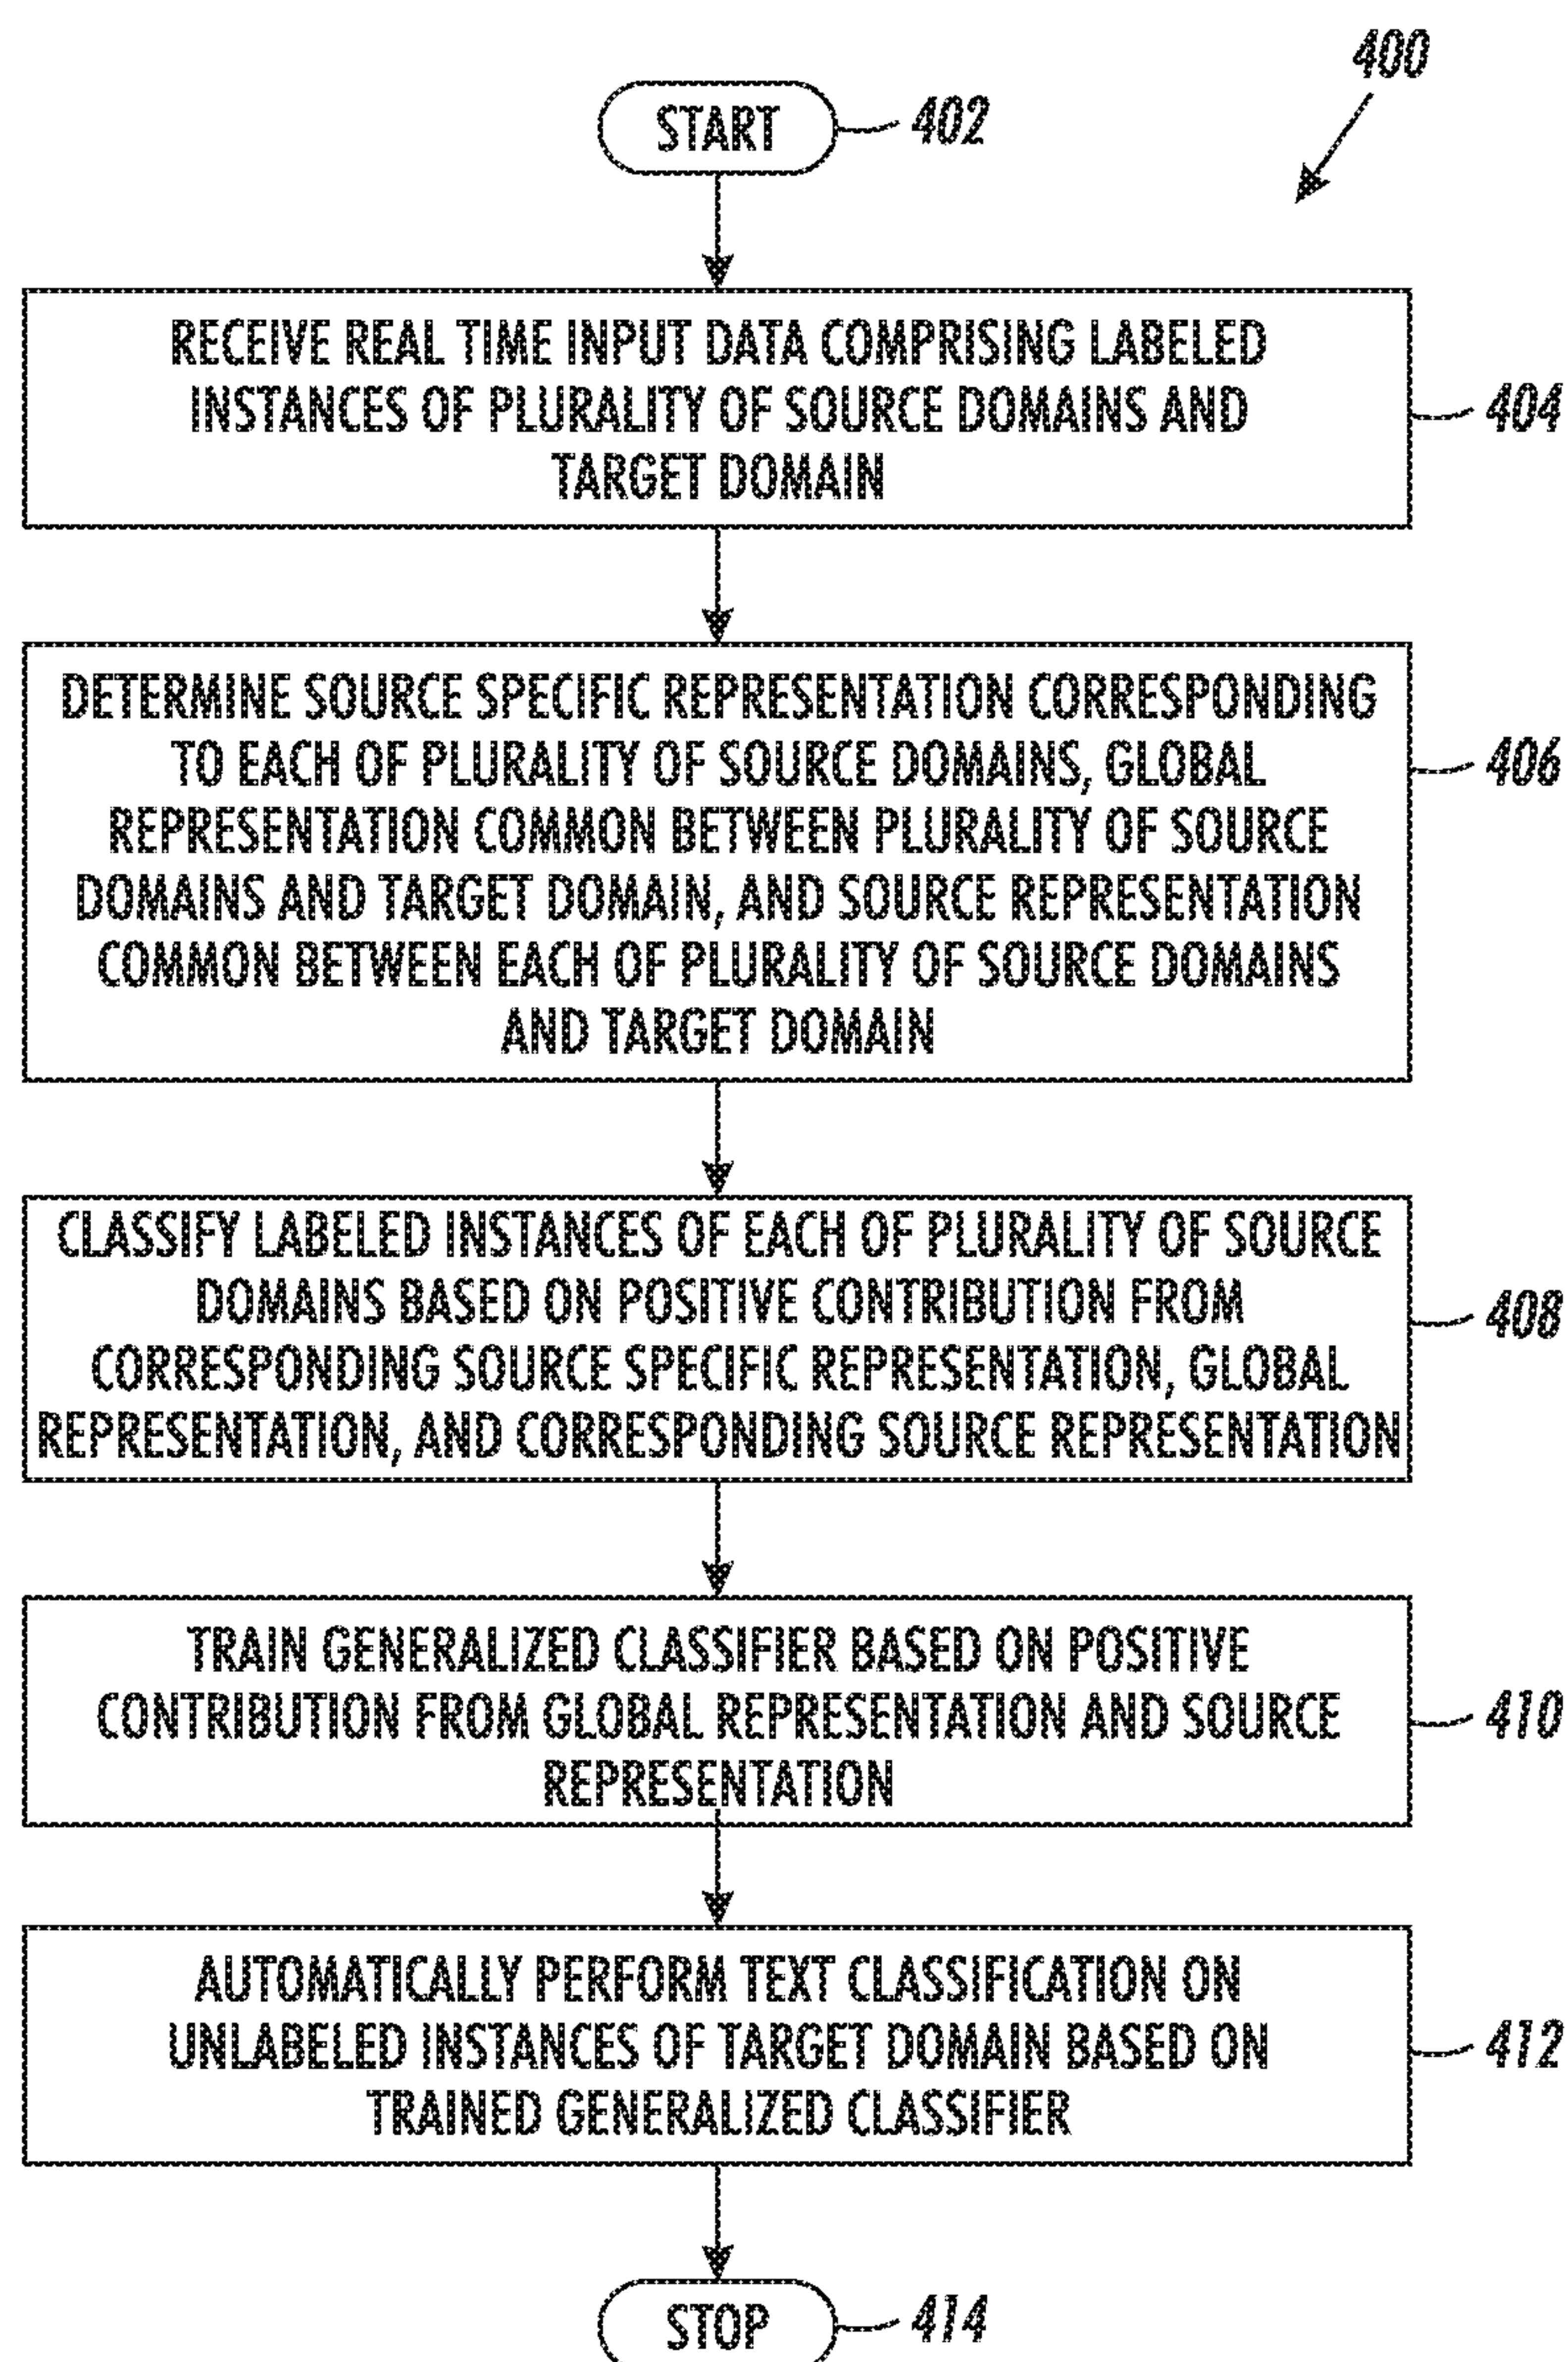 400
START
402
RECEIVE REAL TIME INPUT DATA COMPRISING LABELED
INSTANCES OF PLURALITY OF SOURCE DOMAINS AND
TARGET DOMAIN
404
DETERMINE SOURCE SPECIFIC REPRESENTATION CORRESPONDING
TO EACH OF PLURALITY OF SOURCE DOMAINS, GLOBAL
REPRESENTATION COMMON BETWEEN PLURALITY OF SOURCE
DOMAINS AND TARGET DOMAIN, AND SOURCE REPRESENTATION
COMMON BETWEEN EACH OF PLURALITY OF SOURCE DOMAINS
AND TARGET DOMAIN
406
CLASSIFY LABELED INSTANCES OF EACH OF PLURALITY OF SOURCE
DOMAINS BASED ON POSITIVE CONTRIBUTION FROM
CORRESPONDING SOURCE SPECIFIC REPRESENTATION, GLOBAL
REPRESENTATION, AND CORRESPONDING SOURCE REPRESENTATION
408
TRAIN GENERALIZED CLASSIFIER BASED ON POSITIVE
CONTRIBUTION FROM GLOBAL REPRESENTATION AND SOURCE
REPRESENTATION
410
AUTOMATICALLY PERFORM TEXT CLASSIFICATION ON
UNLABELED INSTANCES OF TARGET DOMAIN BASED ON
TRAINED GENERALIZED CLASSIFIER
412
STOP
414